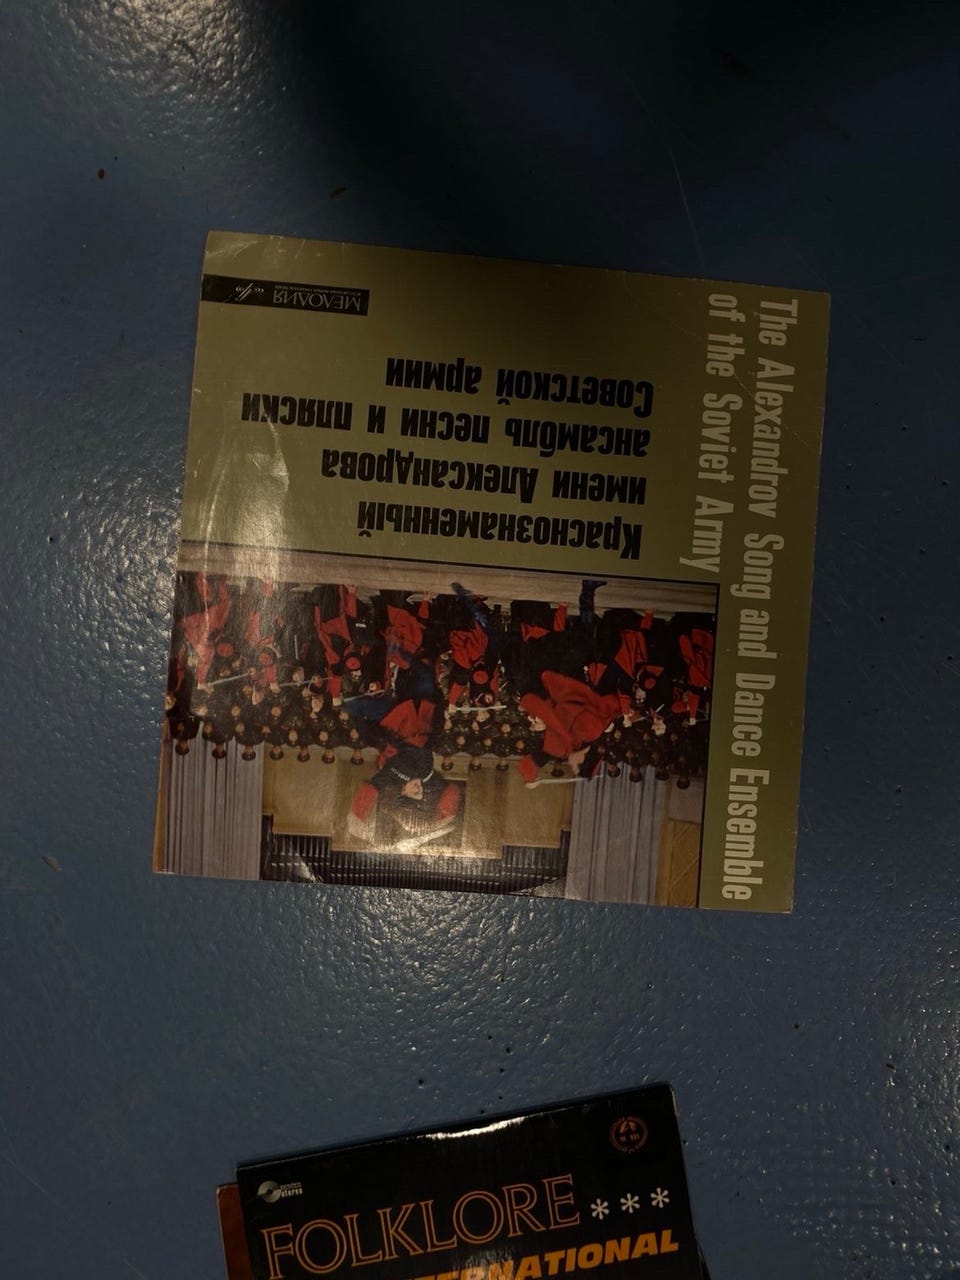 Краснознаменный
имени Александрова
ансамбль песни и пляски
Советской армии
МЕЛОДИЯ
The Alexandrov Song and Dance Ensemble
of the Soviet Army
stereo
FOLKLORE ***